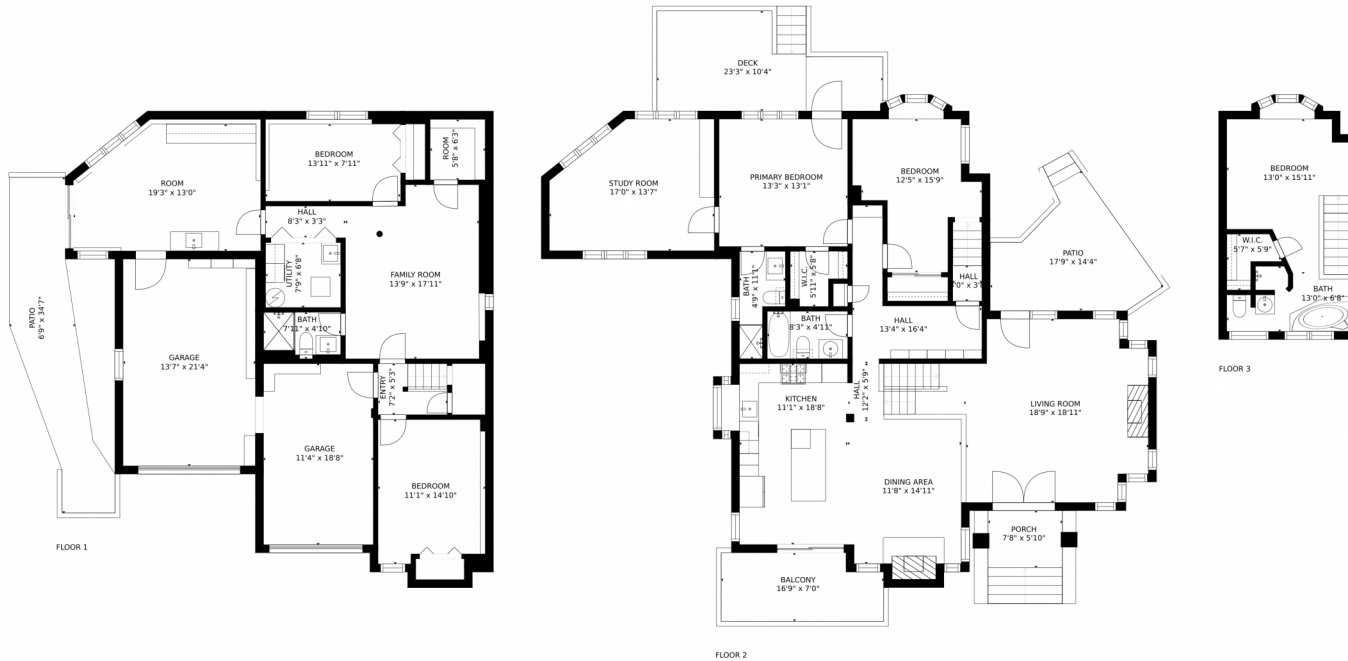 ROOM
19'3" x 13'0"
BEDROOM
13'11" x 7'11"
ROOM
5'8" x 6'3"
HALL
8'3" x 3'3"
UTILITY
7'9" x 6'8"
FAMILY ROOM
13'9" x 17'11"
BATH
7'11" x 4'10"
PATIO
6'9" x 34'7"
GARAGE
13'7" x 21'4"
ENTRY
7'2" x 5'3"
GARAGE
11'4" x 18'8"
BEDROOM
11'1" x 14'10"
FLOOR 1
DECK
23'3" x 10'4"
STUDY ROOM
17'0" x 13'7"
PRIMARY BEDROOM
13'3" x 13'1"
BEDROOM
12'5" x 15'9"
PATIO
17'9" x 14'4"
BATH
4'9" x 11'1"
W.I.C.
5'11" x 5'8"
HALL
BATH
8'3" x 4'11"
HALL
13'4" x 16'4"
KITCHEN
11'1" x 18'8"
HALL
12'2" x 5'9"
LIVING ROOM
18'9" x 18'11"
DINING AREA
11'8" x 14'11"
PORCH
7'8" x 5'10"
BALCONY
16'9" x 7'0"
FLOOR 2
BEDROOM
13'0" x 15'11"
W.I.C.
5'7" x 5'9"
BATH
13'0" x 6'8"
FLOOR 3